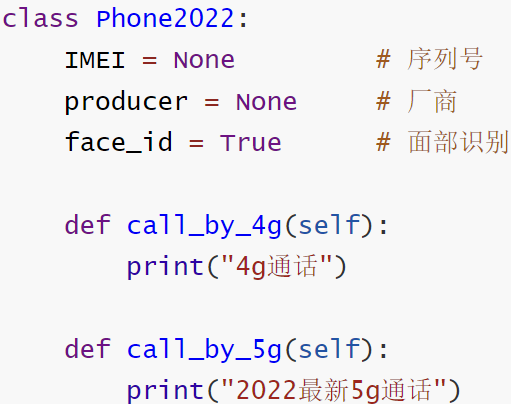 class Phone2022:
    IMEI = None         # 序列号
    producer = None     # 厂商
    face_id = True      # 面部识别
    def call_by_4g(self):
        print("4g通话")
    def call_by_5g(self):
        print("2022最新5g通话")